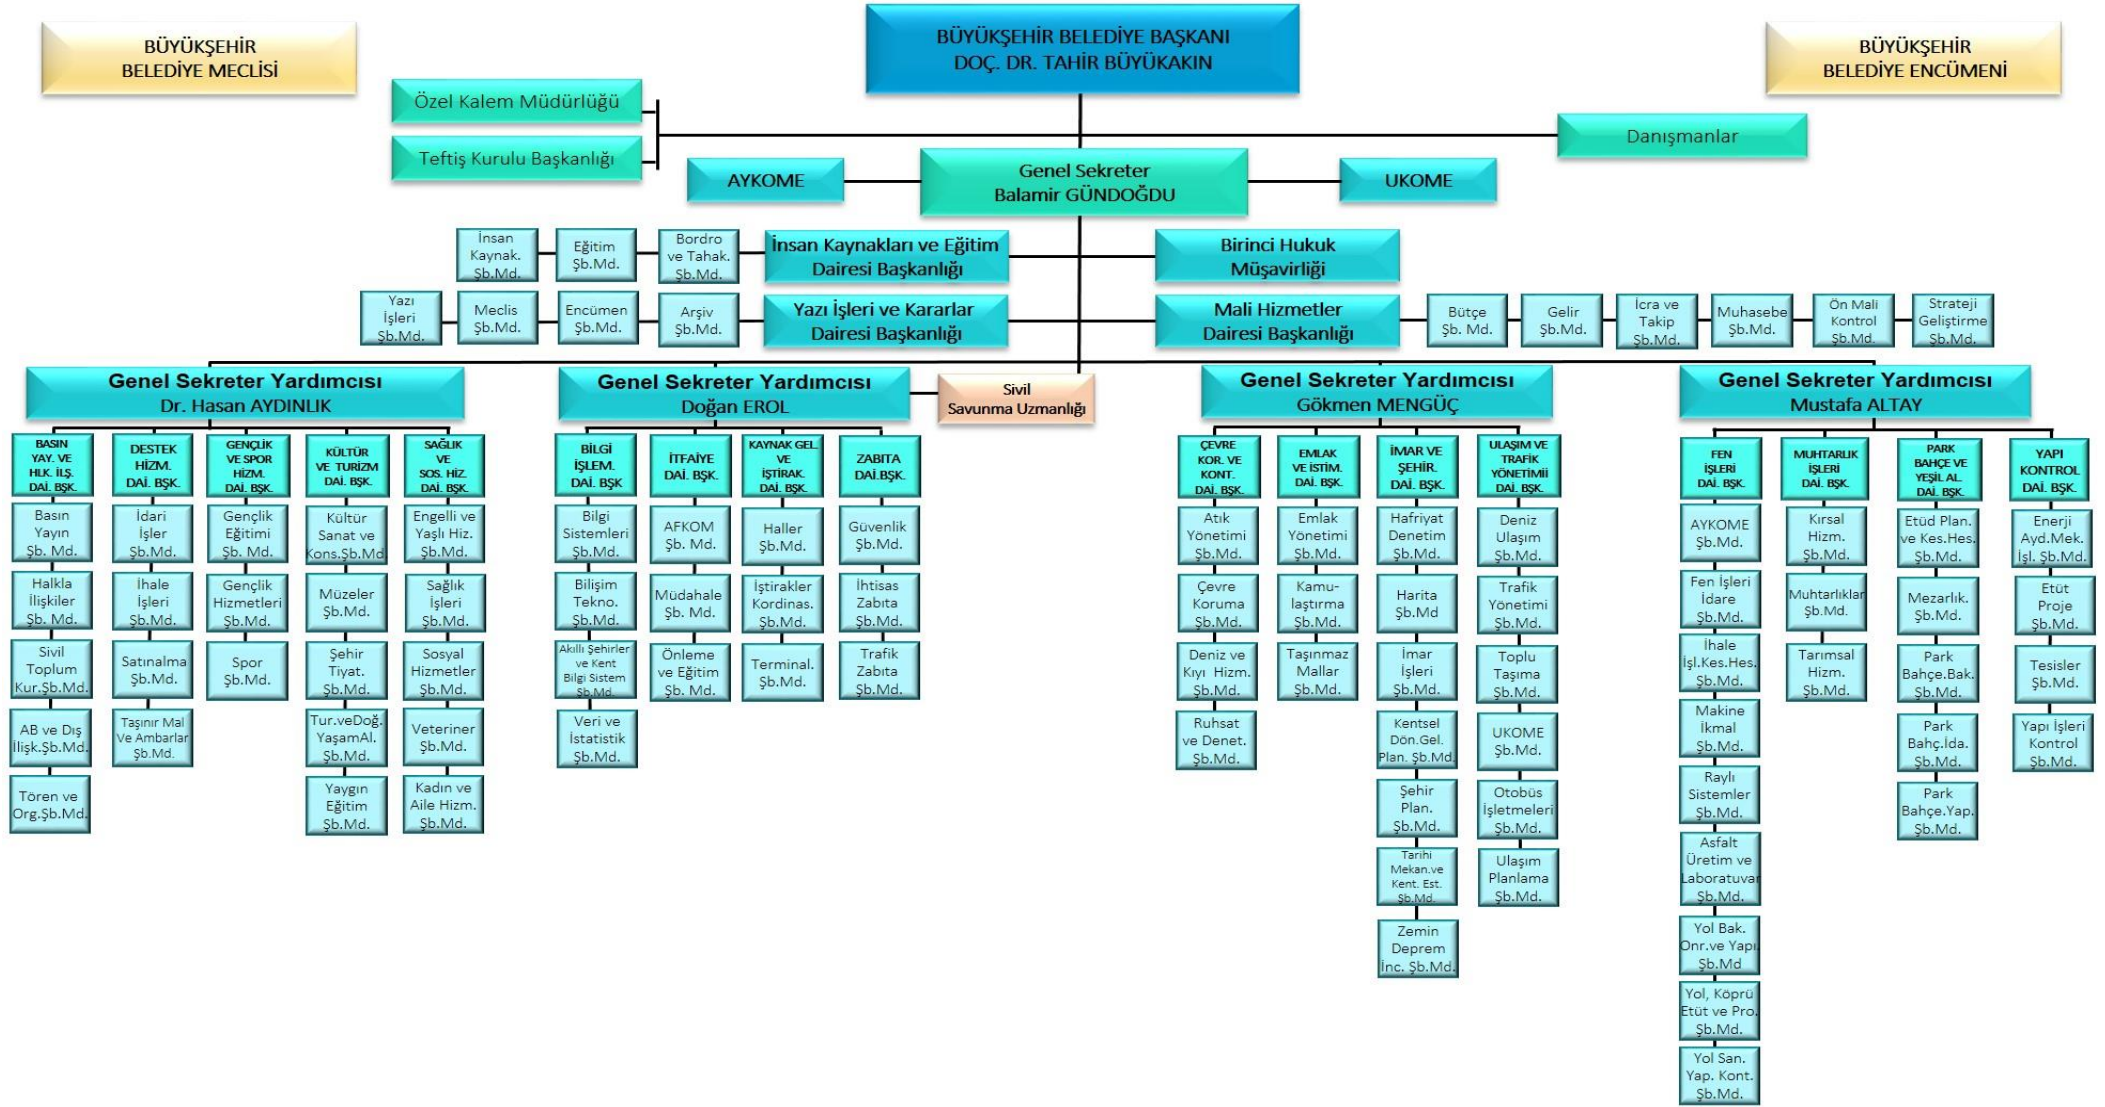 BÜYÜKŞEHİR
BELEDİYE MECLİSİ
BÜYÜKŞEHİR BELEDİYE BAŞKANI
DOÇ. DR. TAHİR BÜYÜKAKIN
BÜYÜKŞEHİR
BELEDİYE ENCÜMENİ
Özel Kalem Müdürlüğü
Teftiş Kurulu Başkanlığı
Danışmanlar
AYKOME
Genel Sekreter
Balamir GÜNDOĞDU
UKOME
İnsan
Kaynak.
Şb.Md.
Eğitim
Şb.Md.
Bordro
ve Tahak.
Şb.Md.
İnsan Kaynakları ve Eğitim
Dairesi Başkanlığı
Birinci Hukuk
Müşavirliği
Yazı
İşleri
Şb.Md.
Meclis
Şb.Md.
Encümen
Şb.Md.
Arşiv
Şb.Md.
Yazı İşleri ve Kararlar
Dairesi Başkanlığı
Mali Hizmetler
Dairesi Başkanlığı
Bütçe
Şb. Md.
Gelir
Şb.Md.
İcra ve
Takip
Şb.Md.
Muhasebe
Şb.Md.
Ön Mali
Kontrol
Şb.Md.
Strateji
Geliştirme
Şb.Md.
Genel Sekreter Yardımcısı
Dr. Hasan AYDINLIK
Genel Sekreter Yardımcısı
Doğan EROL
Sivil
Savunma Uzmanlığı
Genel Sekreter Yardımcısı
Gökmen MENGÜÇ
Genel Sekreter Yardımcısı
Mustafa ALTAY
BASIN
YAY. VE
HLK. İLŞ.
DAİ. BŞK.
Basın
Yayın
Şb. Md.
Halkla
İlişkiler
Şb. Md.
Sivil
Toplum
Kur.Şb.Md.
AB ve Dış
İlişk.Şb.Md.
Tören ve
Org.Şb.Md.
DESTEK
HİZM.
DAİ. BŞK.
İdari
İşler
Şb.Md.
İhale
İşleri
Şb.Md.
Satınalma
Şb.Md.
Taşınır Mal
Ve Ambarlar
Şb.Md.
GENÇLİK
VE SPOR
HİZM.
DAİ. BŞK.
Gençlik
Eğitimi
Şb. Md.
Gençlik
Hizmetleri
Şb.Md.
Spor
Şb.Md.
KÜLTÜR
VE TURİZM
DAİ. BŞK.
Kültür
Sanat ve
Kons.Şb.Md.
Müzeler
Şb.Md.
Şehir
Tiyat.
Şb.Md.
Tur.veDoğ.
YaşamAl.
Şb.Md.
Yaygın
Eğitim
Şb.Md.
SAĞLIK
VE
SOS. HİZ.
DAİ. BŞK.
Engelli ve
Yaşlı Hiz.
Şb.Md.
Sağlık
İşleri
Şb.Md.
Sosyal
Hizmetler
Şb.Md.
Veteriner
Şb.Md.
Kadın ve
Aile Hizm.
Şb.Md.
BİLGİ
İŞLEM.
DAİ. BŞK
Bilgi
Sistemleri
Şb.Md.
Bilişim
Tekno.
Şb.Md.
Akıllı Şehirler
ve Kent
Bilgi Sistem
Şb.Md.
Veri ve
İstatistik
Şb.Md.
İTFAİYE
DAİ. BŞK.
AFKOM
Şb. Md.
Müdahale
Şb. Md.
Önleme
ve Eğitim
Şb. Md.
KAYNAK GEL.
VE
İŞTİRAK.
DAİ. BŞK.
Haller
Şb.Md.
İştirakler
Kordinas.
Şb.Md.
Terminal.
Şb.Md.
ZABITA
DAİ.BŞK.
Güvenlik
Şb.Md.
İhtisas
Zabıta
Şb.Md.
Trafik
Zabıta
Şb.Md.
ÇEVRE
KOR. VE
KONT.
DAİ. BŞK.
Atık
Yönetimi
Şb.Md.
Çevre
Koruma
Şb.Md.
Deniz ve
Kıyı Hizm.
Şb.Md.
Ruhsat
ve Denet.
Şb.Md.
EMLAK
VE İSTİM.
DAİ. BŞK.
Emlak
Yönetimi
Şb.Md.
Kamu-
laştırma
Şb.Md.
Taşınmaz
Mallar
Şb.Md.
İMAR VE
ŞEHİR.
DAİ. BŞK.
Hafriyat
Denetim
Şb.Md.
Harita
Şb.Md
İmar
İşleri
Şb.Md.
Kentsel
Dön.Gel.
Plan. Şb.Md.
Şehir
Plan.
Şb.Md.
Tarihi
Mekan.ve
Kent. Est.
Şb.Md.
Zemin
Deprem
İnc. Şb.Md.
ULAŞIM VE
TRAFİK
YÖNETİMİİ
DAİ. BŞK.
Deniz
Ulaşım
Şb.Md.
Trafik
Yönetimi
Şb.Md.
Toplu
Taşıma
Şb.Md.
UKOME
Şb.Md.
Otobüs
İşletmeleri
Şb.Md.
Ulaşım
Planlama
Şb.Md.
FEN
İŞLERİ
DAİ. BŞK.
AYKOME
Şb.Md.
Fen İşleri
İdare
Şb.Md.
İhale
İşl.Kes.Hes.
Şb.Md.
Makine
İkmal
Şb.Md.
Raylı
Sistemler
Şb.Md.
Asfalt
Üretim ve
Laboratuvar
Şb.Md.
Yol Bak.
Onr.ve Yapı.
Şb.Md
Yol, Köprü
Etüt ve Pro.
Şb.Md.
Yol San.
Yap. Kont.
Şb.Md.
MUHTARLIK
İŞLERİ
DAİ. BŞK.
Kırsal
Hizm.
Şb.Md.
Muhtarlıklar
Şb.Md.
Tarımsal
Hizm.
Şb.Md.
PARK
BAHÇE VE
YEŞİL AL.
DAİ. BŞK.
Etüd Plan.
ve Kes.Hes.
Şb.Md.
Mezarlık.
Şb.Md.
Park
Bahçe.Bak.
Şb.Md.
Park
Bahç.İda.
Şb.Md.
Park
Bahçe.Yap.
Şb.Md.
YAPI
KONTROL
DAİ. BŞK.
Enerji
Ayd.Mek.
İşl. Şb.Md.
Etüt
Proje
Şb.Md.
Tesisler
Şb.Md.
Yapı İşleri
Kontrol
Şb.Md.